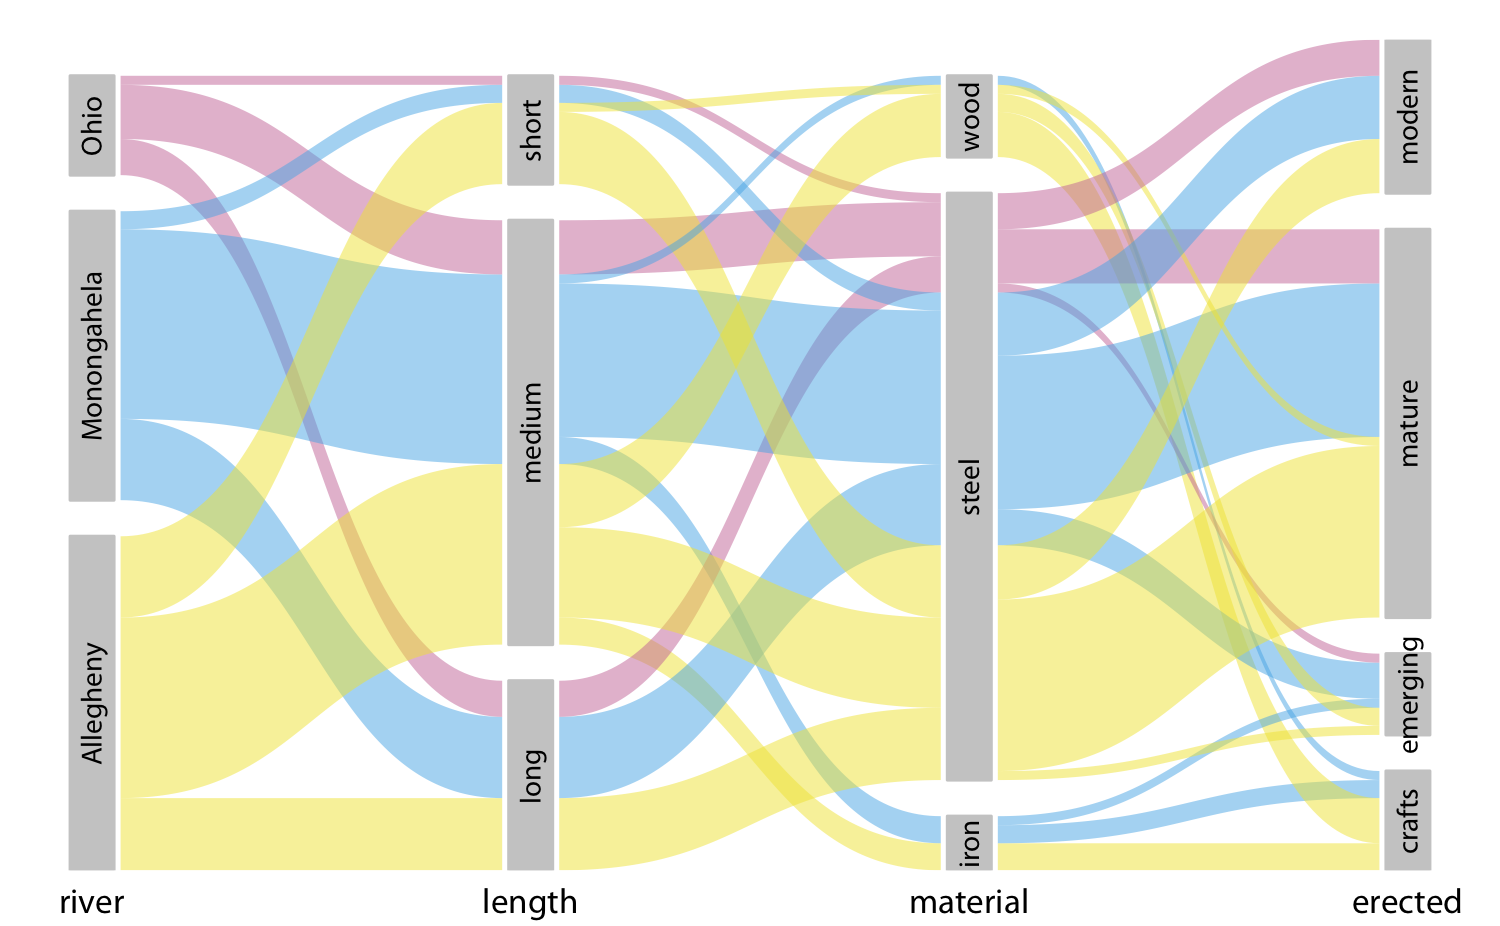 Ohio
Monongahela
Allegheny
short
medium
long
wood
steel
iron
modern
mature
emerging
crafts
river
length
material
erected